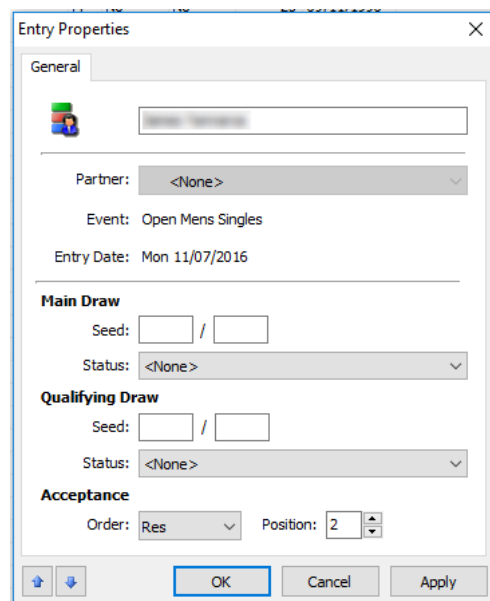 Entry Properties
General
Partner: <None>
Event: Open Mens Singles
Entry Date: Mon 11/07/2016
Main Draw
Seed: /
Status: <None>
Qualifying Draw
Seed: /
Status: <None>
Acceptance
Order: Res Position: 2
OK Cancel Apply